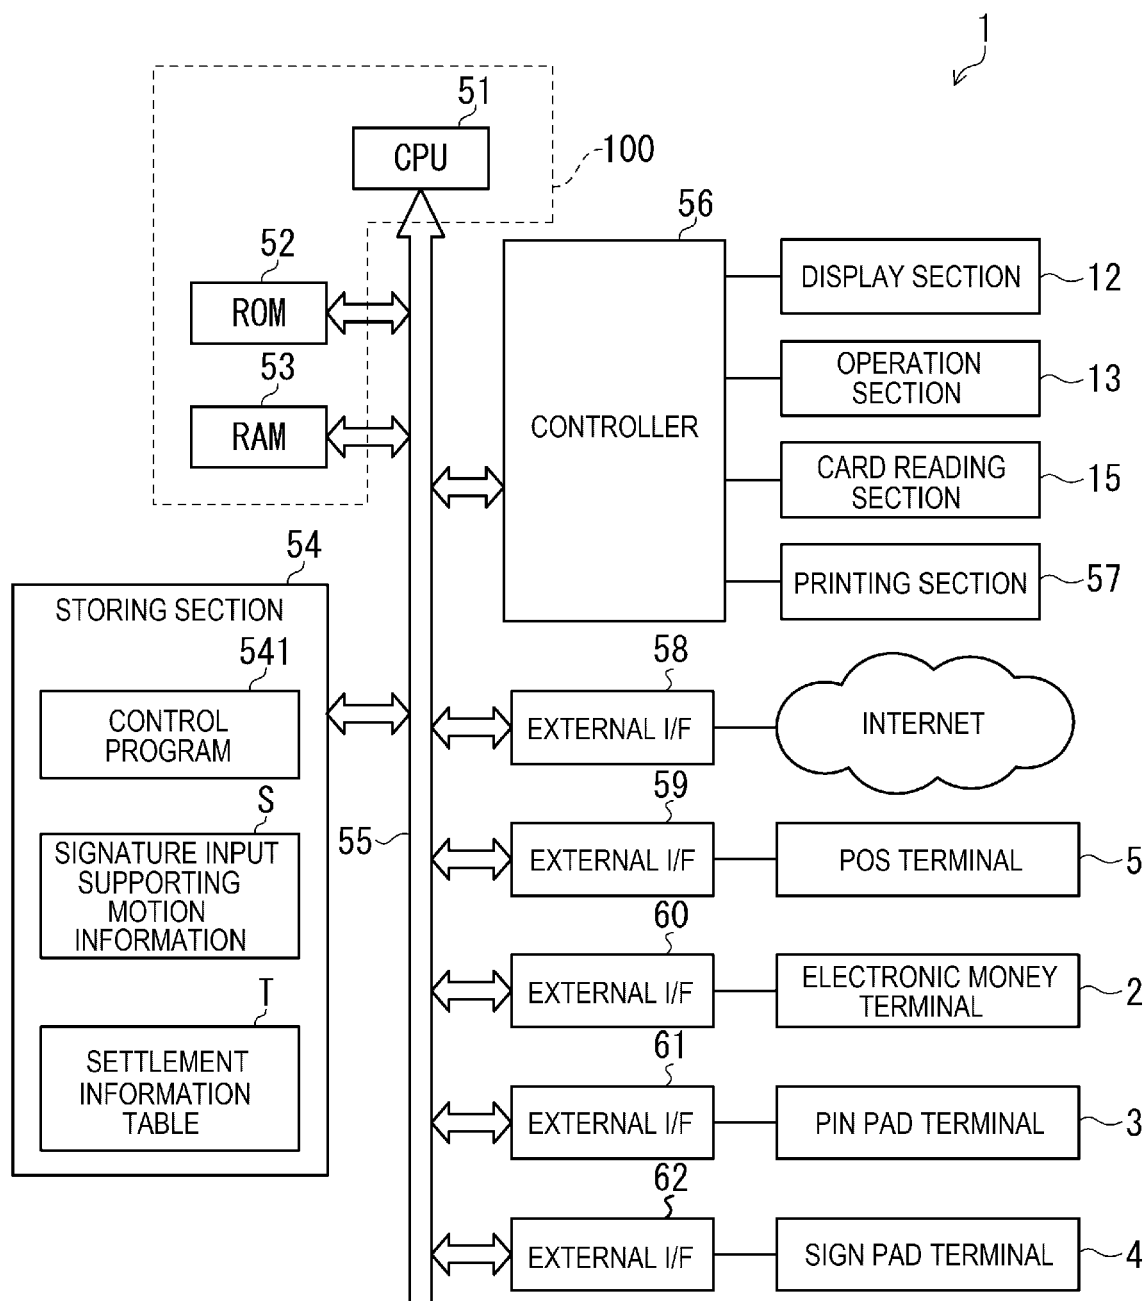 1
51
CPU
100
52
ROM
53
RAM
56
CONTROLLER
DISPLAY SECTION
12
OPERATION
SECTION
13
CARD READING
SECTION
15
PRINTING SECTION
57
54
STORING SECTION
541
CONTROL
PROGRAM
S
SIGNATURE INPUT
SUPPORTING
MOTION
INFORMATION
T
SETTLEMENT
INFORMATION
TABLE
55
58
EXTERNAL I/F
INTERNET
59
EXTERNAL I/F
POS TERMINAL
5
60
EXTERNAL I/F
ELECTRONIC MONEY
TERMINAL
2
61
EXTERNAL I/F
PIN PAD TERMINAL
3
62
EXTERNAL I/F
SIGN PAD TERMINAL
4